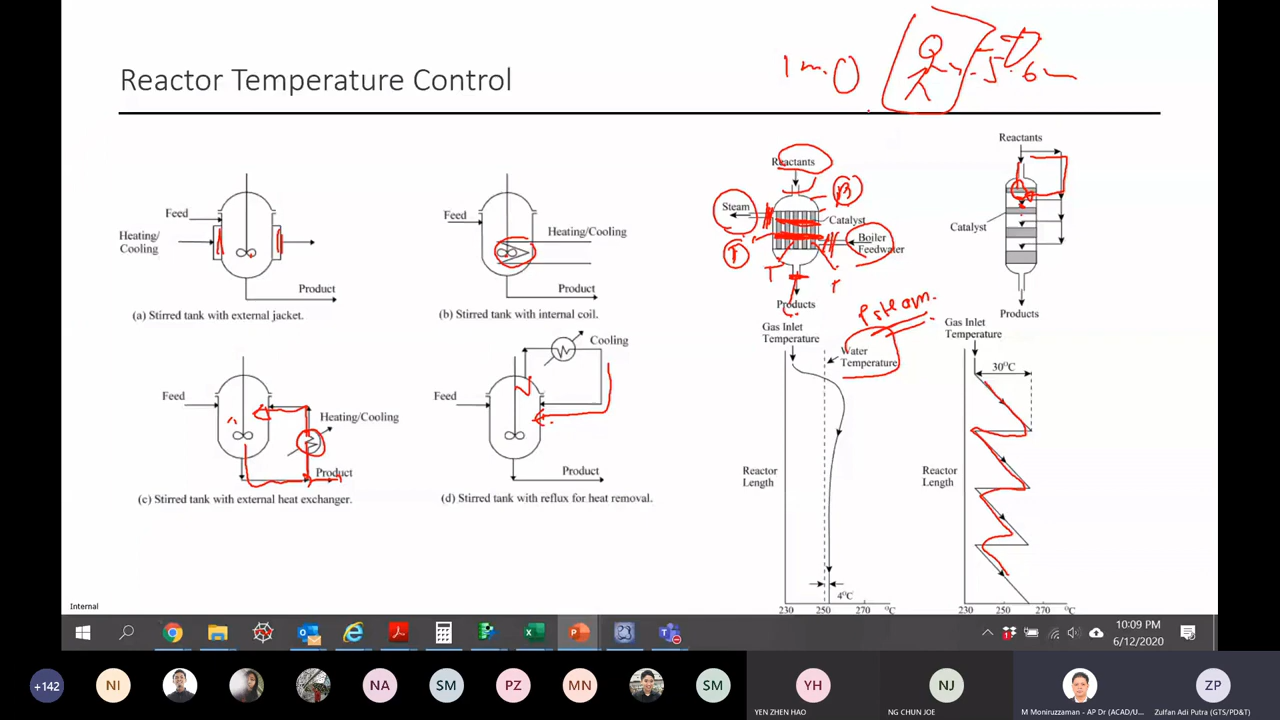 Reactor Temperature Control
1 m.
Feed
Heating/
Cooling
Product
(a) Stirred tank with external jacket.
Feed
Heating/Cooling
Product
(b) Stirred tank with internal coil.
Feed
Heating/Cooling
Product
(c) Stirred tank with external heat exchanger.
Cooling
Feed
Product
(d) Stirred tank with reflux for heat removal.
Reactants
Steam
Catalyst
Boiler
Feedwater
T
T
Products
P steam.
Gas Inlet
Temperature
Water
Temperature
Reactor
Length
4°C
230 250 270 °C
Reactants
Catalyst
Products
Gas Inlet
Temperature
30°C
Reactor
Length
230 250 270 °C
Internal
10:09 PM
6/12/2020
+142
NI
NA
SM
PZ
MN
SM
YH
YEN ZHEN HAO
NJ
NG CHUN JOE
M Moniruzzaman - AP Dr (ACAD/U...
ZP
Zulfan Adi Putra (GTS/PD&T)